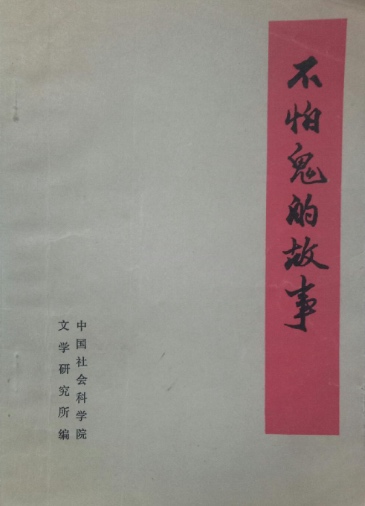 不怕鬼的故事
中国社会科学院
文学研究所编